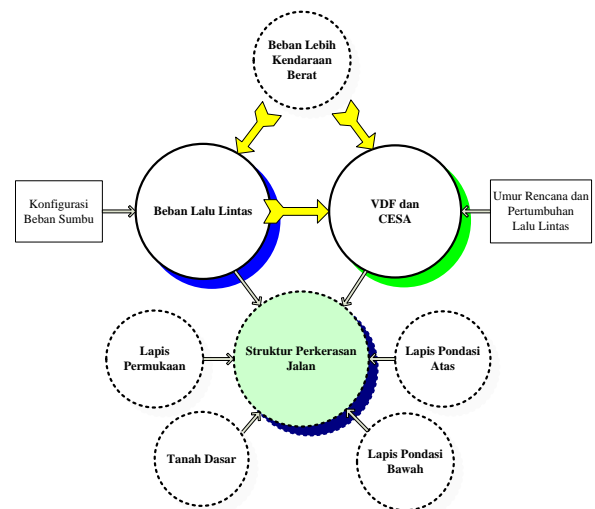 Beban Lebih
Kendaraan
Berat
Konfigurasi
Beban Sumbu
Beban Lalu Lintas
VDF dan
CESA
Umur Rencana dan
Pertumbuhan
Lalu Lintas
Lapis
Permukaan
Struktur Perkerasan
Jalan
Lapis Pondasi
Atas
Tanah Dasar
Lapis Pondasi
Bawah